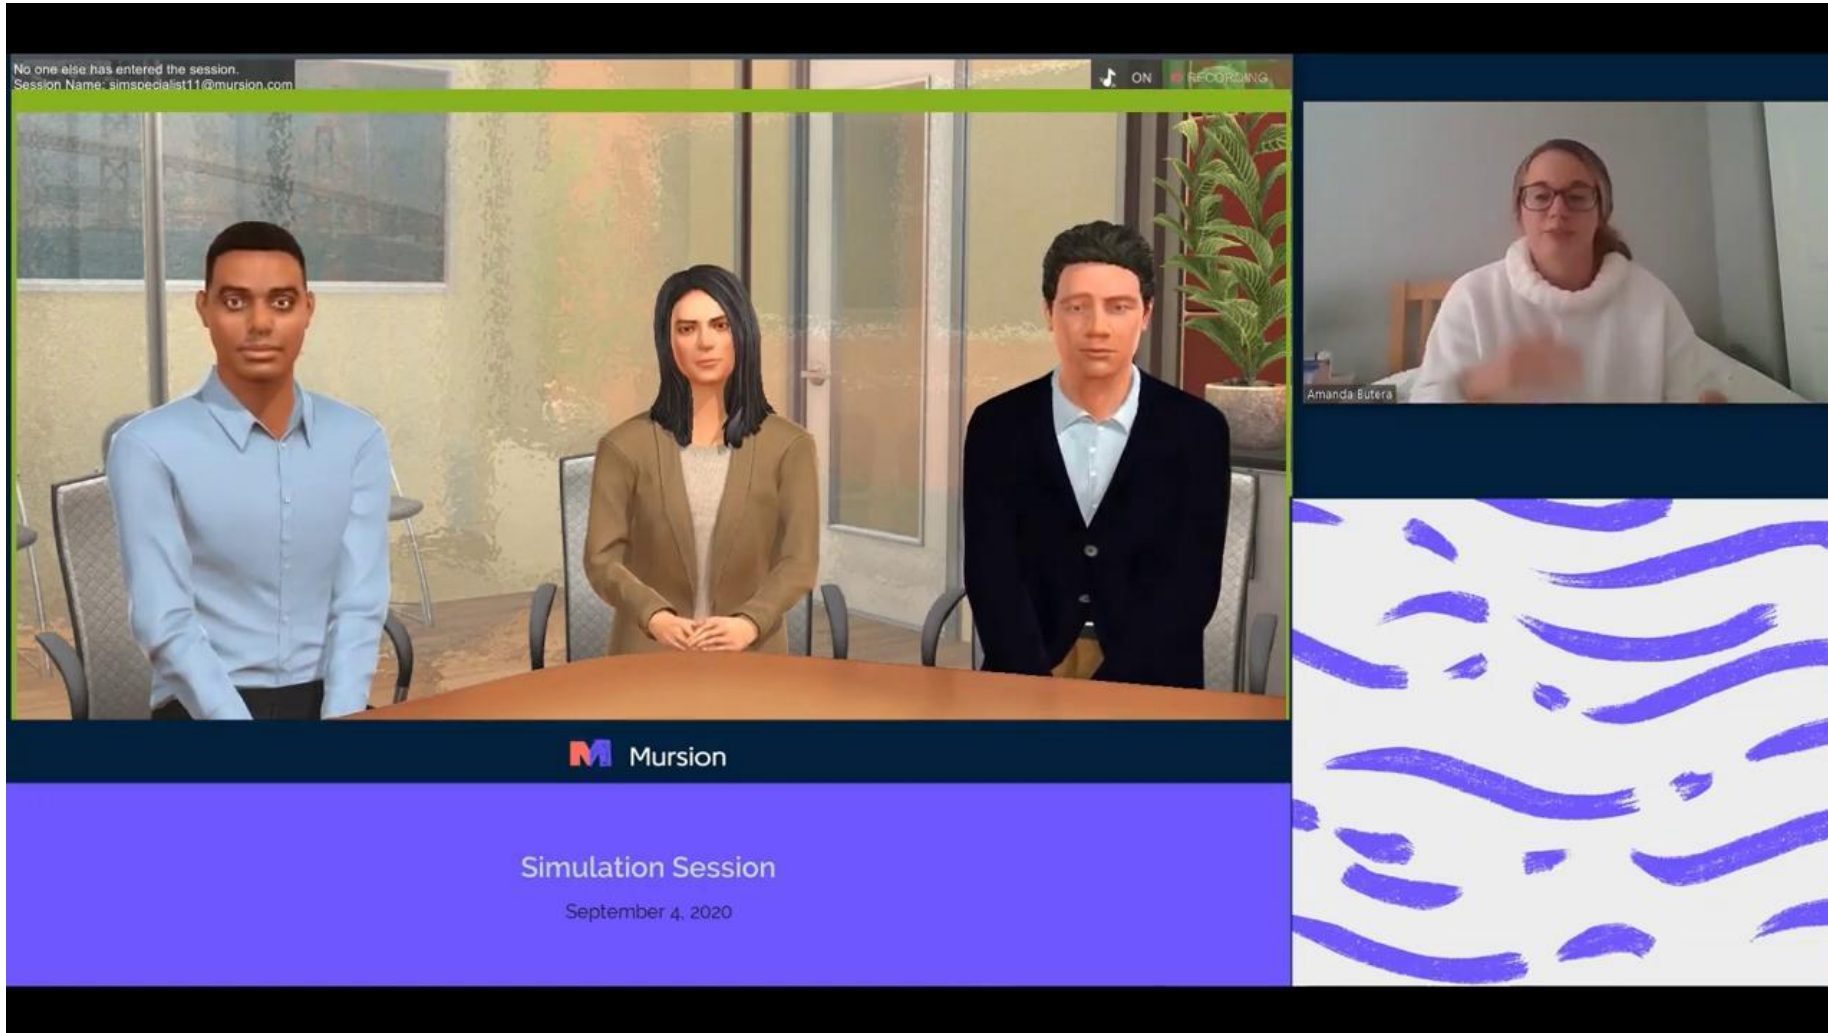 No one else has entered the session.
Session Name: simspecialist11@mursion.com
ON
RECORDING
Amanda Butera
Mursion
Simulation Session
September 4, 2020